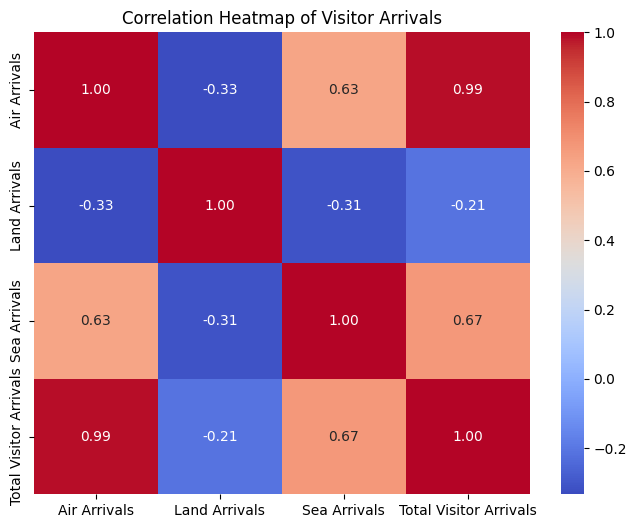 Correlation Heatmap of Visitor Arrivals
Air Arrivals
1.00 -0.33 0.63 0.99
Land Arrivals
-0.33 1.00 -0.31 -0.21
Sea Arrivals
0.63 -0.31 1.00 0.67
Total Visitor Arrivals
0.99 -0.21 0.67 1.00
Air Arrivals Land Arrivals Sea Arrivals Total Visitor Arrivals
1.0
0.8
0.6
0.4
0.2
0.0
−0.2